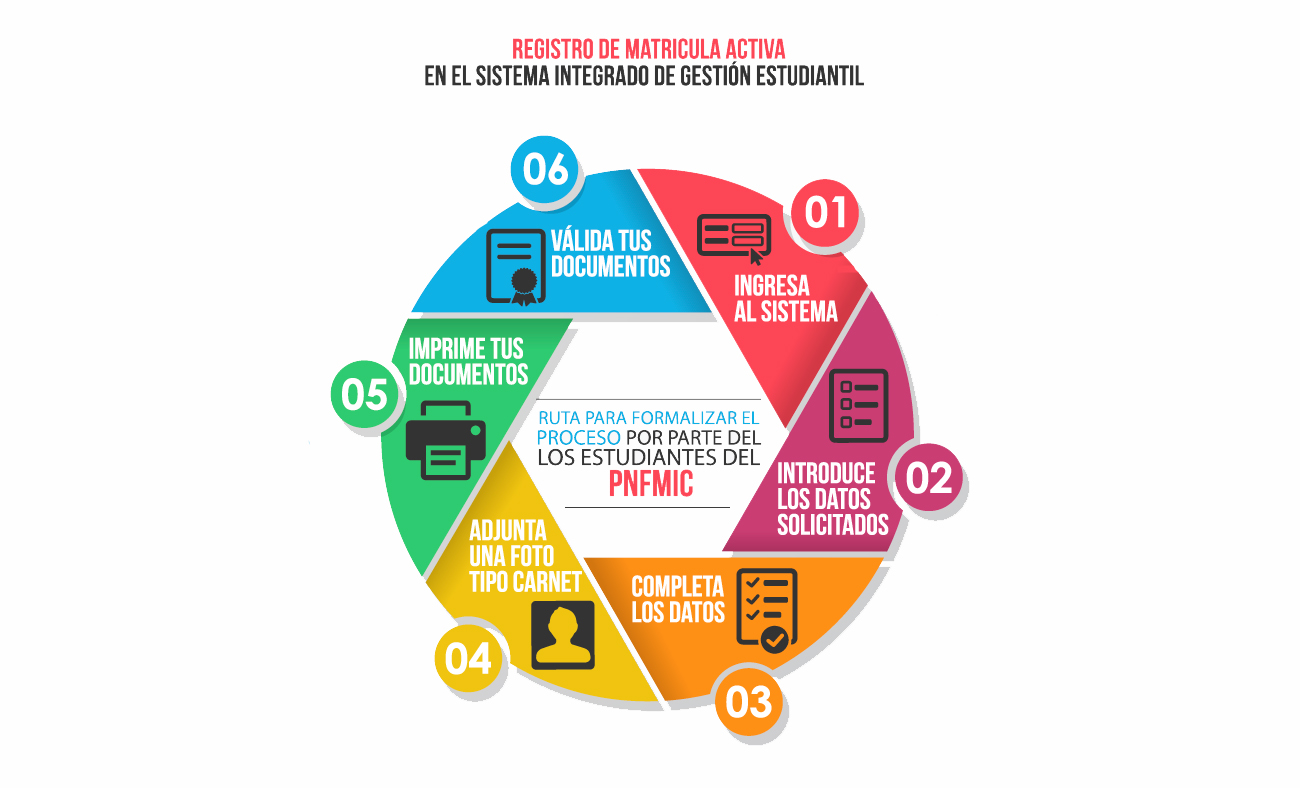 REGISTRO DE MATRICULA ACTIVA
EN EL SISTEMA INTEGRADO DE GESTIÓN ESTUDIANTIL
01
INGRESA
AL SISTEMA
02
INTRODUCE
LOS DATOS
SOLICITADOS
03
COMPLETA
LOS DATOS
04
ADJUNTA
UNA FOTO
TIPO CARNET
05
IMPRIME TUS
DOCUMENTOS
06
VÁLIDA TUS
DOCUMENTOS
RUTA PARA FORMALIZAR EL
PROCESO POR PARTE DEL
LOS ESTUDIANTES DEL
PNFMIC